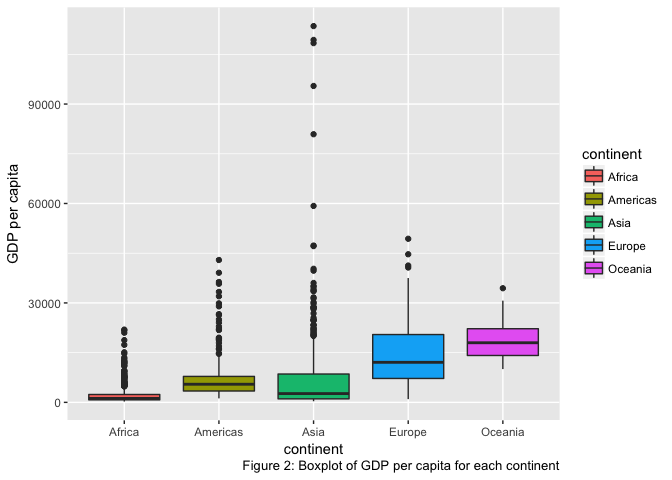 GDP per capita
90000
60000
30000
0
Africa
Americas
Asia
Europe
Oceania
continent
Figure 2: Boxplot of GDP per capita for each continent
continent
Africa
Americas
Asia
Europe
Oceania